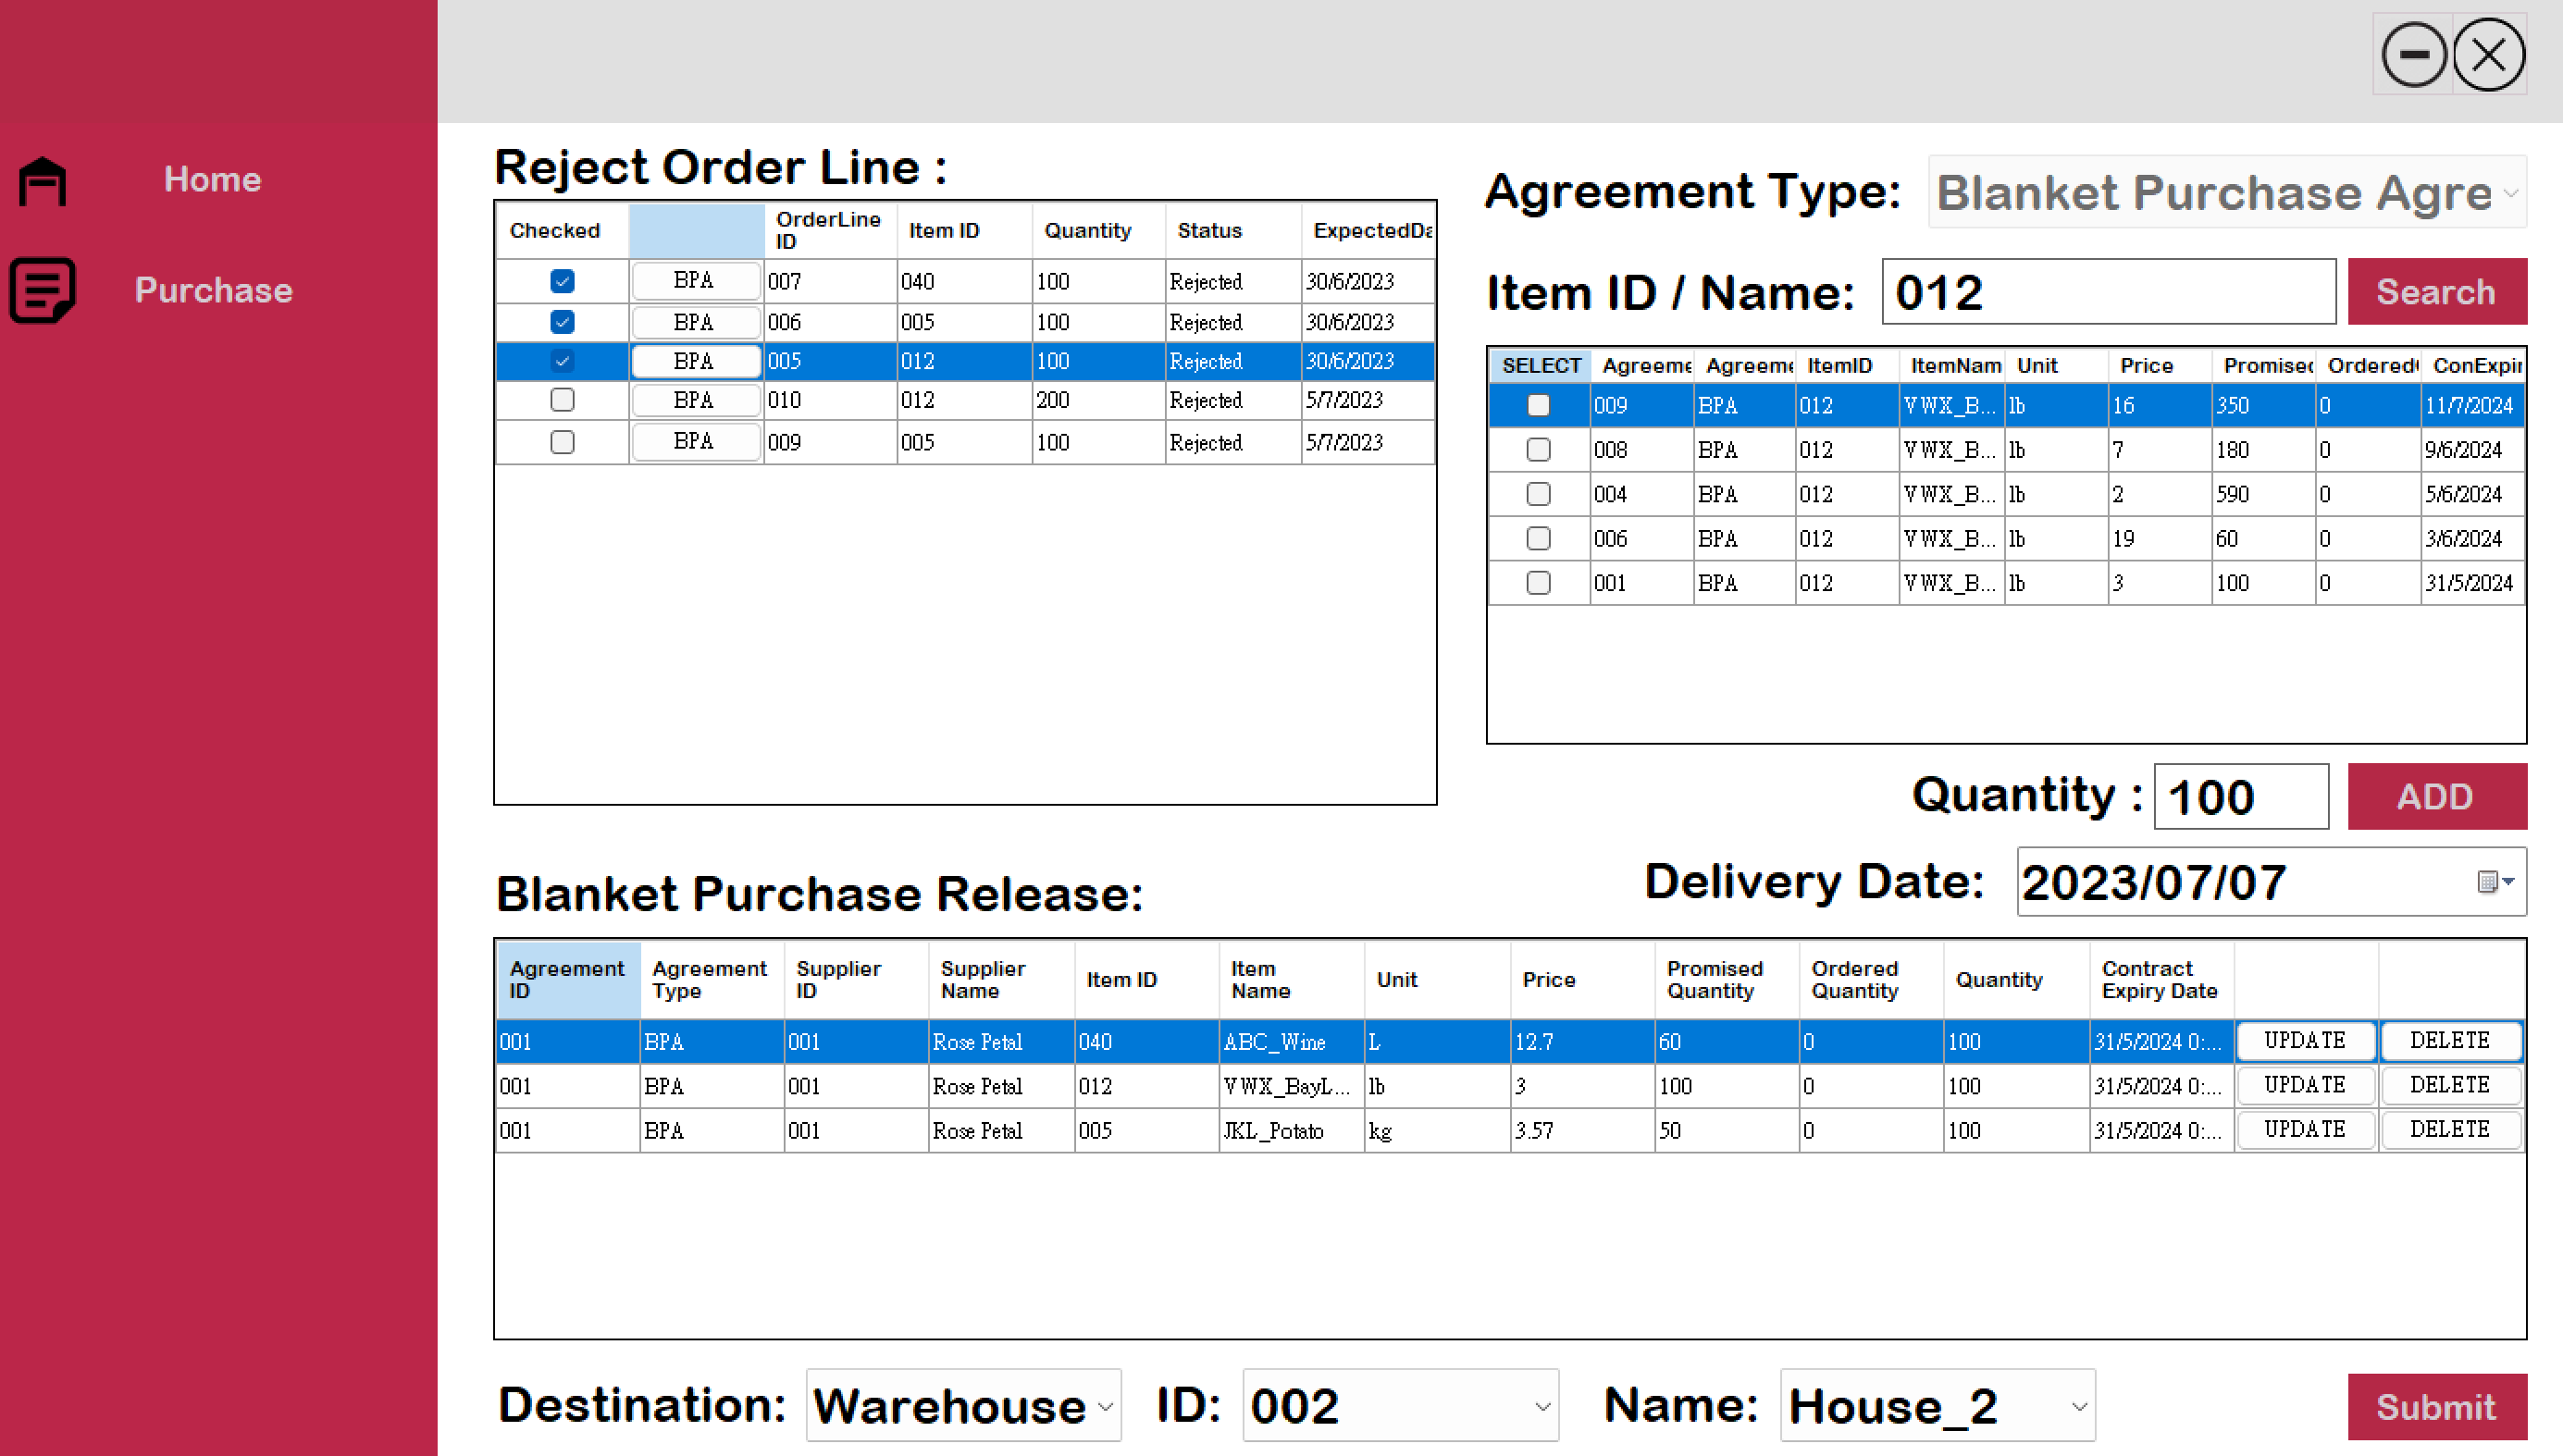 Home
Purchase
Reject Order Line :
Checked OrderLine ID Item ID Quantity Status ExpectedDa
BPA 007 040 100 Rejected 30/6/2023
BPA 006 005 100 Rejected 30/6/2023
BPA 005 012 100 Rejected 30/6/2023
BPA 010 012 200 Rejected 5/7/2023
BPA 009 005 100 Rejected 5/7/2023
Agreement Type: Blanket Purchase Agre
Item ID / Name: 012 Search
SELECT Agreeme Agreeme ItemID ItemNam Unit Price Promised Ordered ConExpir
009 BPA 012 VWX_B... lb 16 350 0 11/7/2024
008 BPA 012 VWX_B... lb 7 180 0 9/6/2024
004 BPA 012 VWX_B... lb 2 590 0 5/6/2024
006 BPA 012 VWX_B... lb 19 60 0 3/6/2024
001 BPA 012 VWX_B... lb 3 100 0 31/5/2024
Quantity : 100 ADD
Delivery Date: 2023/07/07
Blanket Purchase Release:
Agreement ID Agreement Type Supplier ID Supplier Name Item ID Item Name Unit Price Promised Quantity Ordered Quantity Quantity Contract Expiry Date
001 BPA 001 Rose Petal 040 ABC_Wine L 12.7 60 0 100 31/5/2024 0:... UPDATE DELETE
001 BPA 001 Rose Petal 012 VWX_BayL... lb 3 100 0 100 31/5/2024 0:... UPDATE DELETE
001 BPA 001 Rose Petal 005 JKL_Potato kg 3.57 50 0 100 31/5/2024 0:... UPDATE DELETE
Destination: Warehouse ID: 002 Name: House_2 Submit